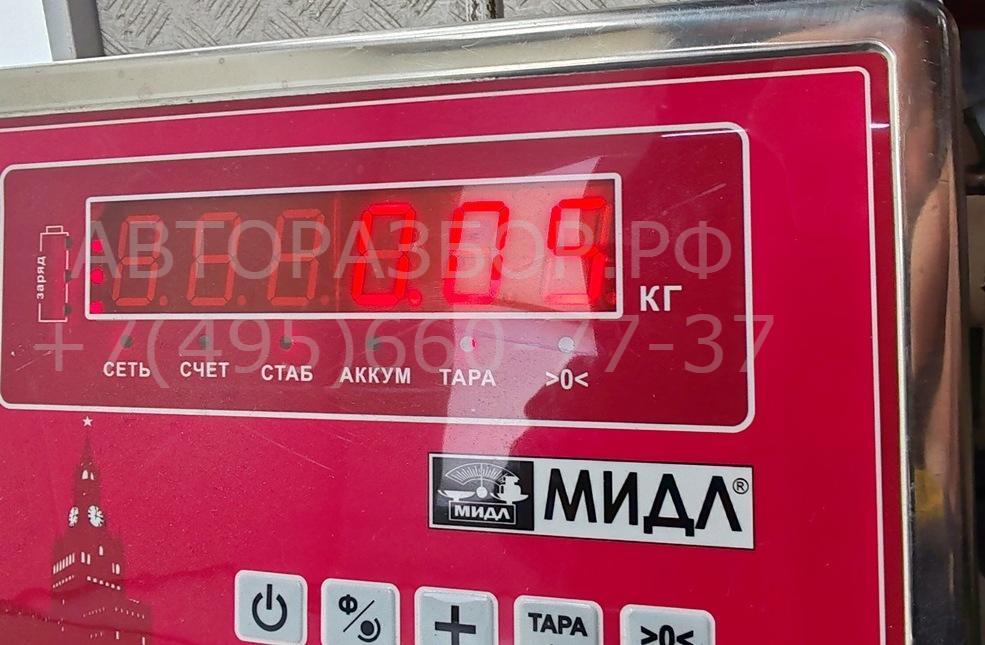 заряд
0.05
КГ
АВТОРАЗБОР.РФ
+7(495)660-77-37
СЕТЬ СЧЕТ СТАБ АККУМ ТАРА >0<
МИДЛ
МИДЛ®
Ф
+
ТАРА
>0<